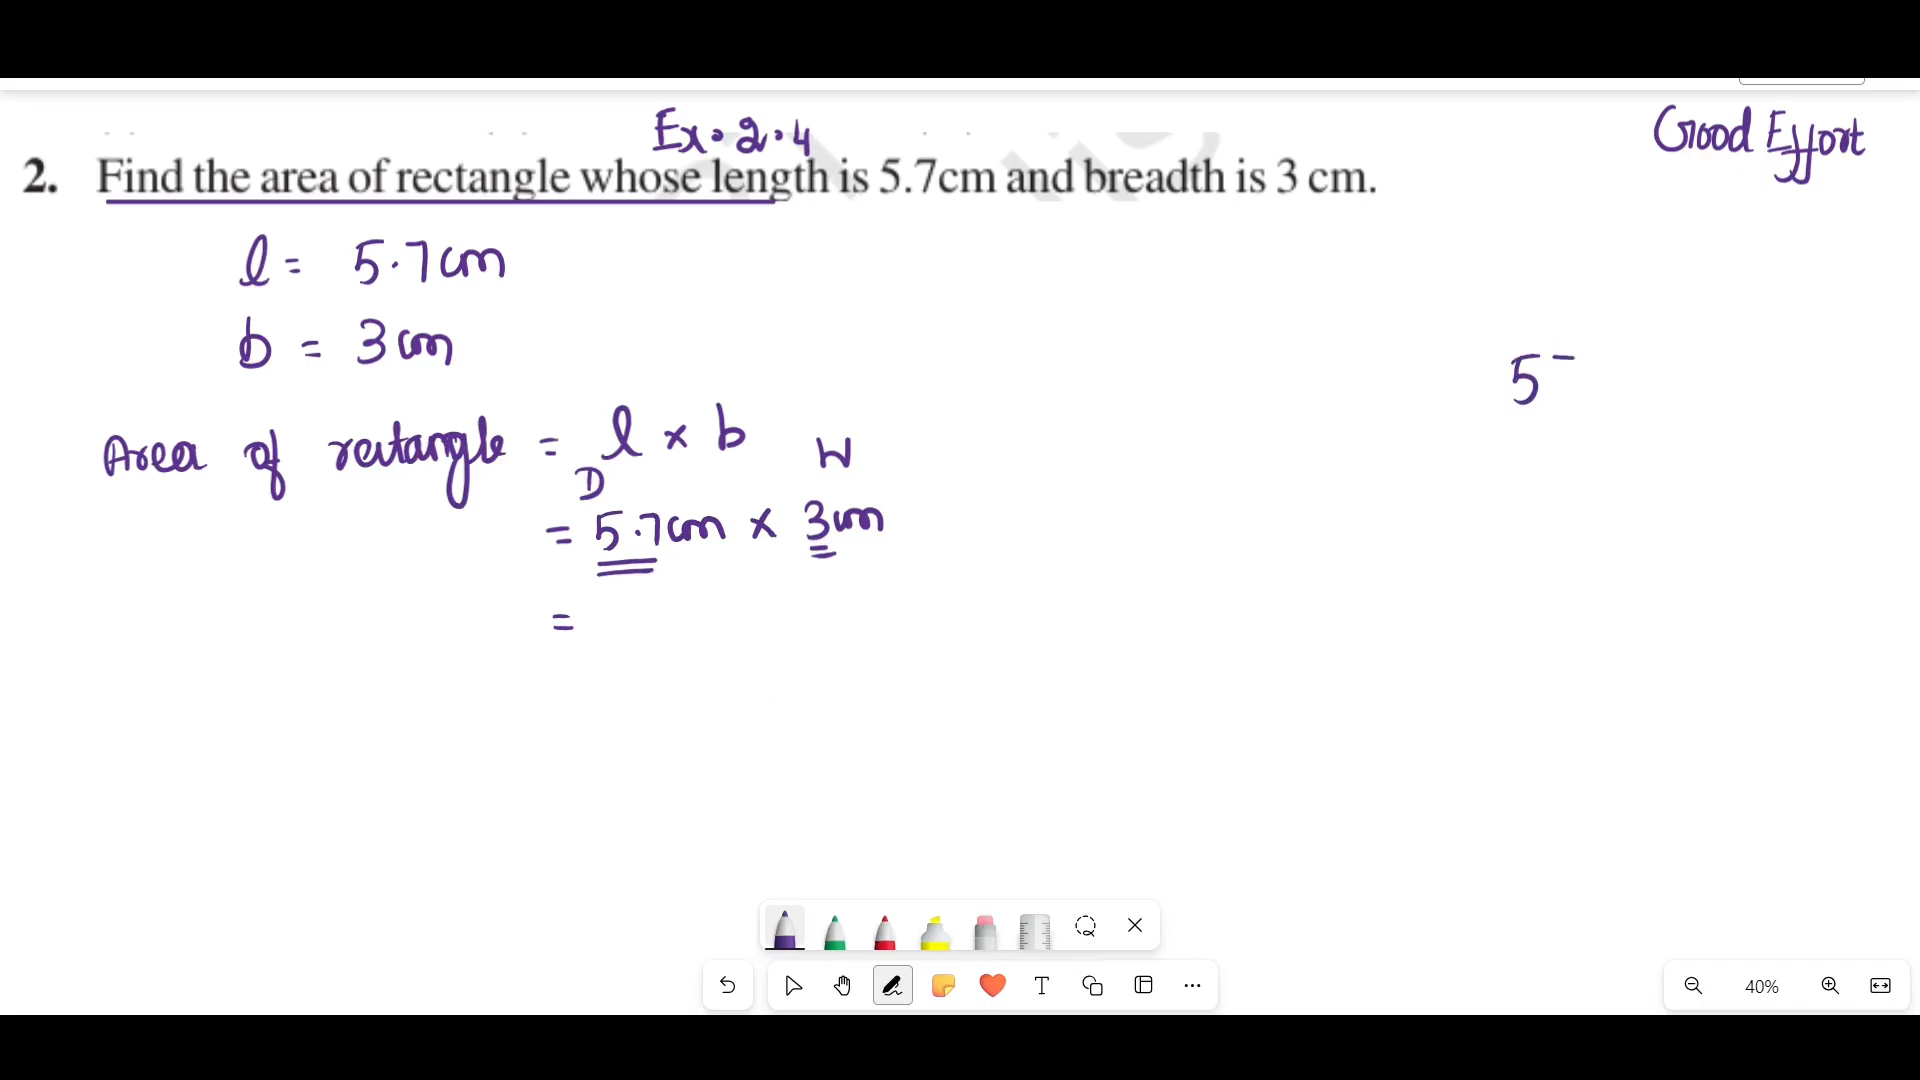 Ex. 2.4
Good Effort
2. Find the area of rectangle whose length is 5.7cm and breadth is 3 cm.
l = 5.7cm
b = 3cm
5
Area of rectangle = l × b
D W
= 5.7cm × 3cm
=
40%